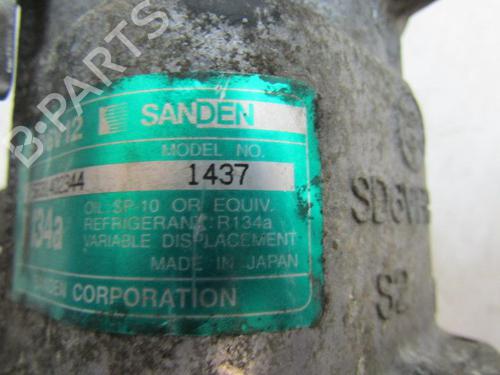 SANDEN
MODEL NO.
1437
OIL SP-10 OR EQUIV.
REFRIGERANT R134a
VARIABLE DISPLACEMENT
MADE IN JAPAN
CORPORATION
134a
S2
B-PARTS